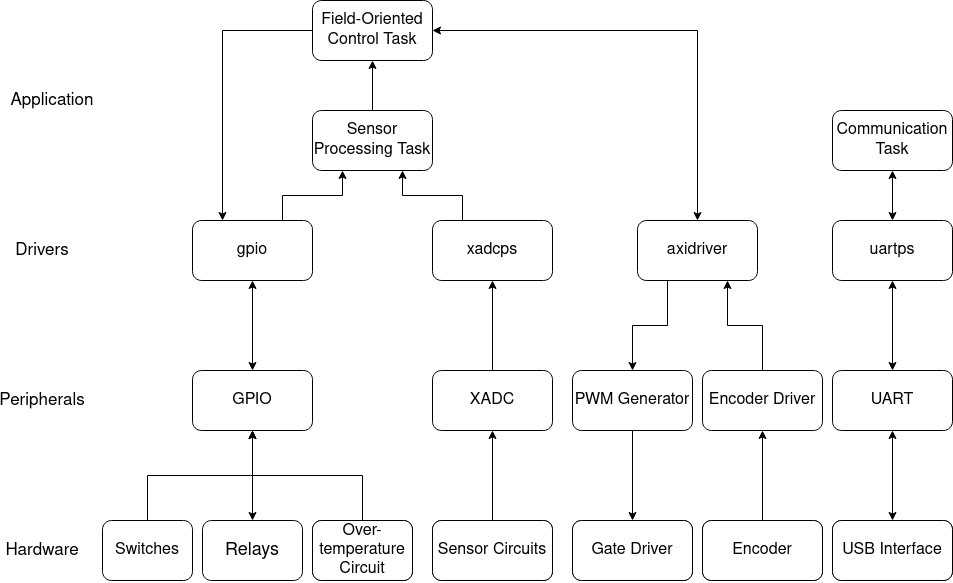 Field-Oriented
Control Task
Application
Sensor
Processing Task
Communication
Task
Drivers
gpio
xadcps
axidriver
uartps
Peripherals
GPIO
XADC
PWM Generator
Encoder Driver
UART
Hardware
Switches
Relays
Over-
temperature
Circuit
Sensor Circuits
Gate Driver
Encoder
USB Interface